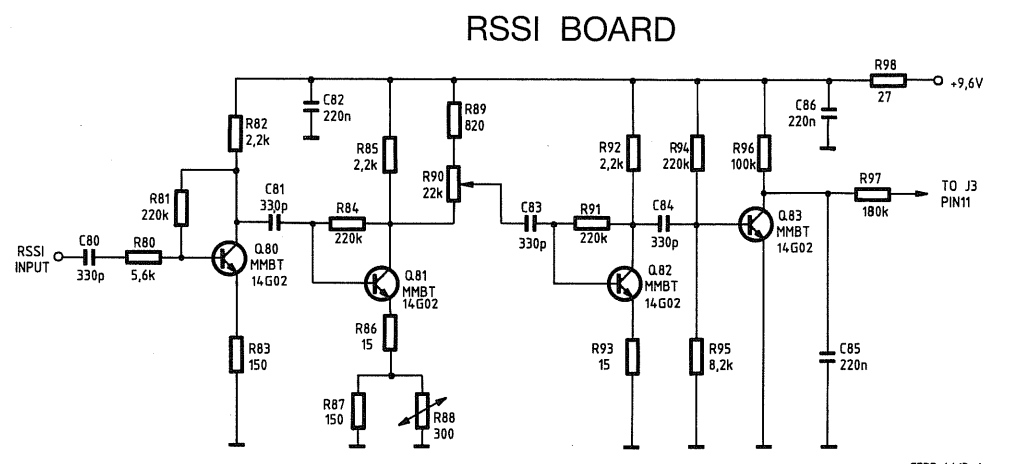 RSSI BOARD
R98
27
+9,6V
C82
220n
R89
820
C86
220n
R82
2,2k
R85
2,2k
R92
2,2k
R94
220k
R96
100k
R90
22k
R81
220k
C81
330p
R84
220k
C83
330p
R91
220k
C84
330p
Q83
MMBT
14G02
R97
180k
TO J3
PIN11
RSSI
INPUT
C80
330p
R80
5,6k
Q80
MMBT
14G02
Q81
MMBT
14G02
Q82
MMBT
14G02
R86
15
R83
150
R93
15
R95
8,2k
C85
220n
R87
150
R88
300